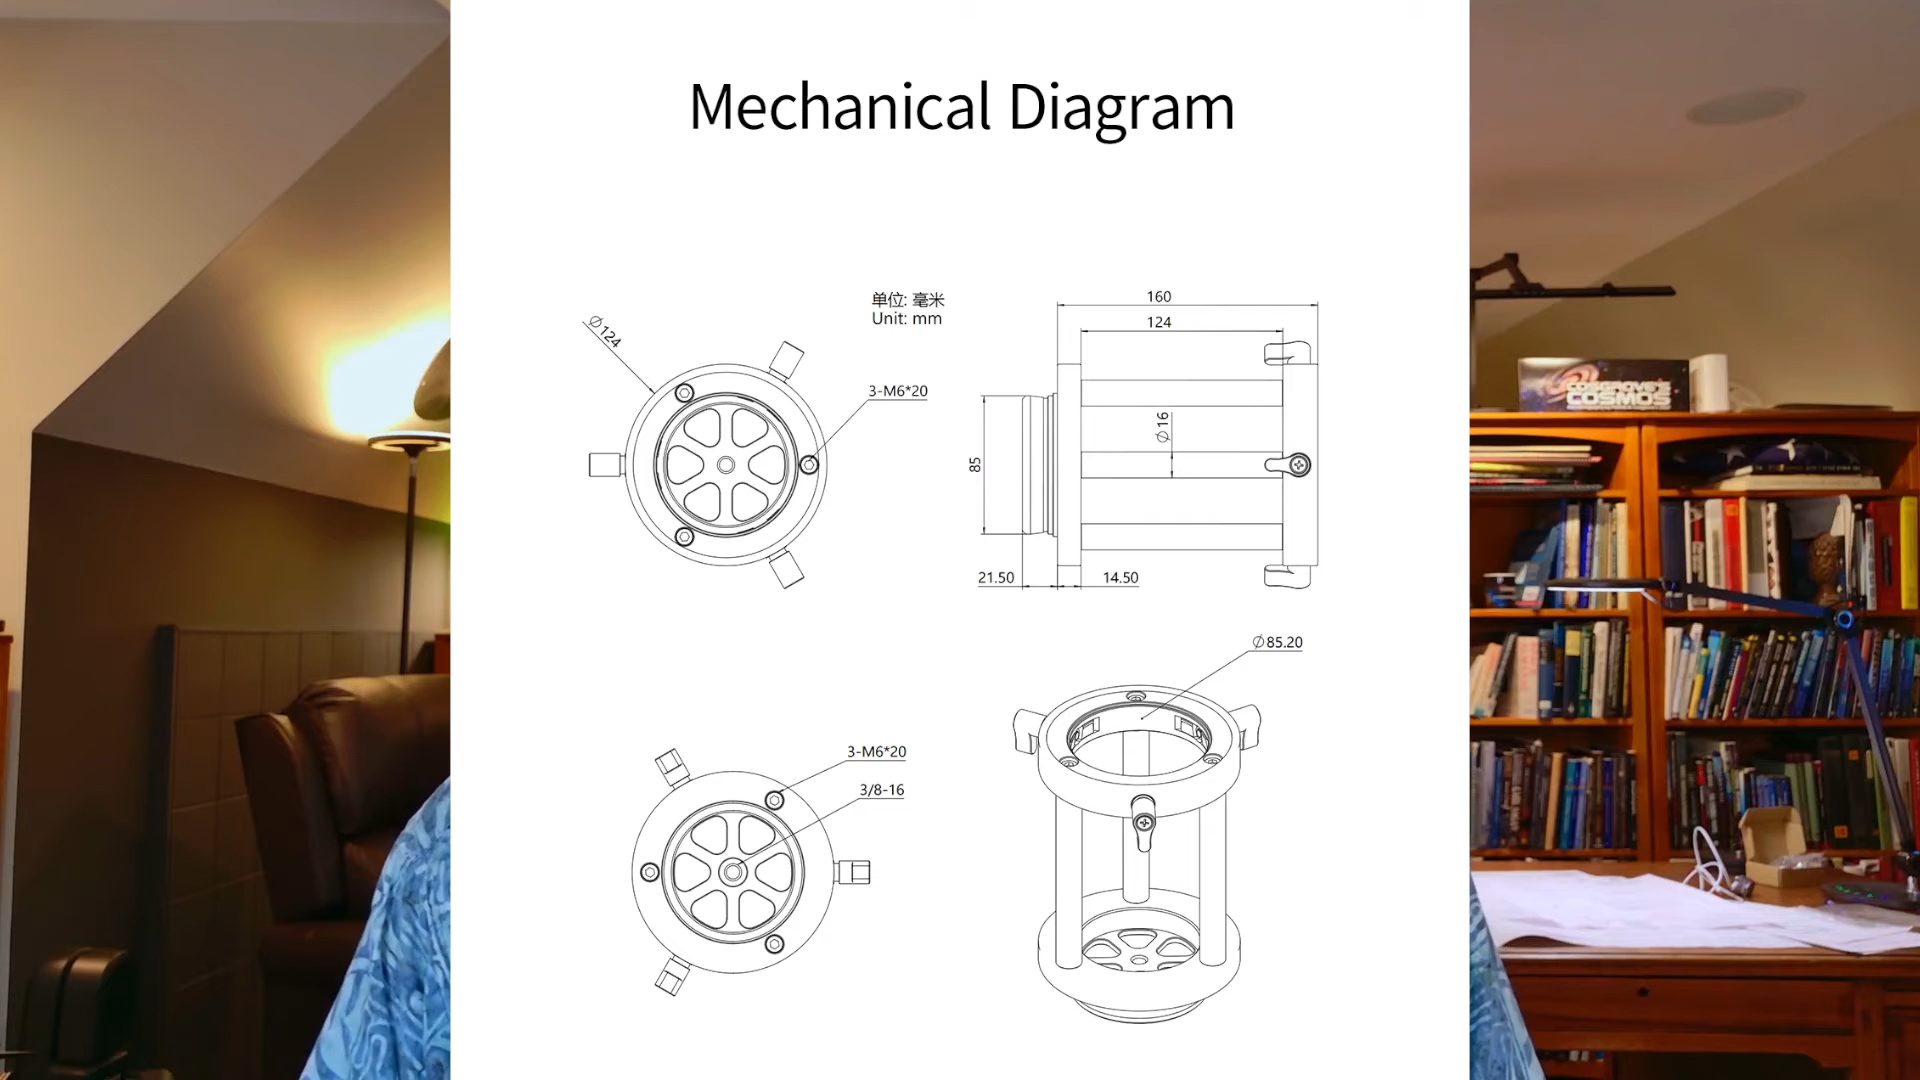 Mechanical Diagram
单位: 毫米
Unit: mm
∅124
3-M6*20
160
124
∅16
85
21.50
14.50
∅85.20
3-M6*20
3/8-16
COSGROVE'S
COSMOS